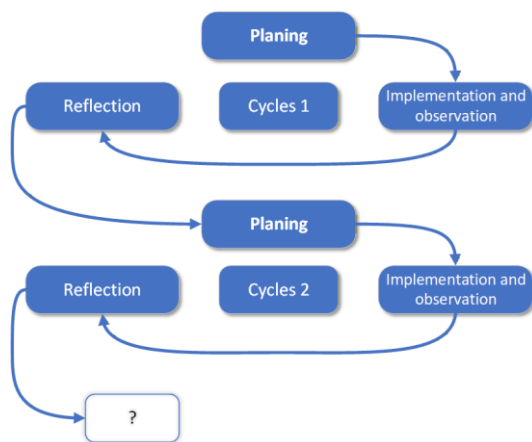 Planing
Reflection
Cycles 1
Implementation and
observation
Planing
Reflection
Cycles 2
Implementation and
observation
?